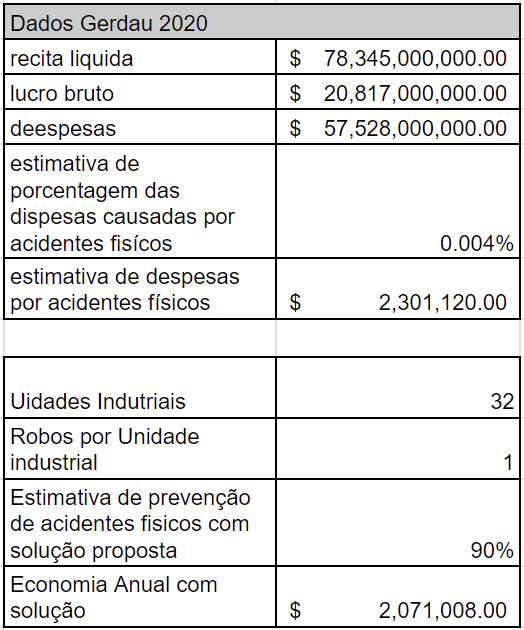 Dados Gerdau 2020
recita liquida $ 78,345,000,000.00
lucro bruto $ 20,817,000,000.00
deespesas $ 57,528,000,000.00
estimativa de
porcentagem das
dispesas causadas por
acidentes fisícos 0.004%
estimativa de despesas
por acidentes físicos $ 2,301,120.00
Uidades Indutriais 32
Robos por Unidade
industrial 1
Estimativa de prevenção
de acidentes fisicos com
solução proposta 90%
Economia Anual com
solução $ 2,071,008.00